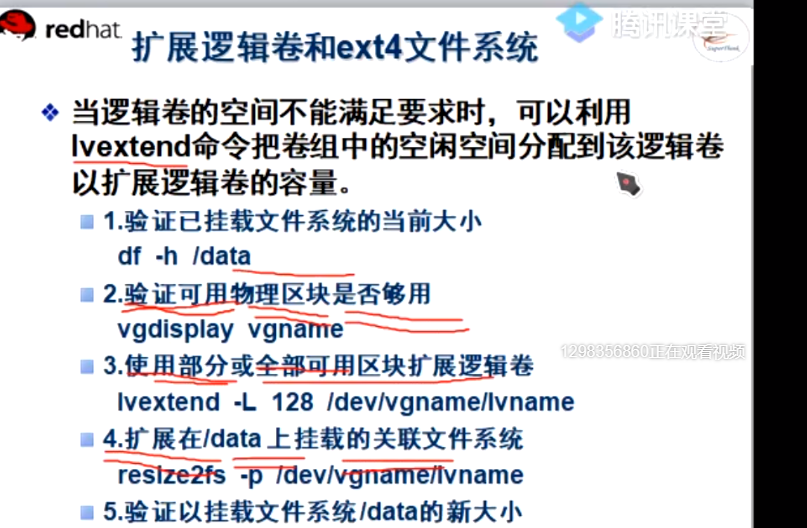 redhat
腾讯课堂
扩展逻辑卷和ext4文件系统
SuperThink
当逻辑卷的空间不能满足要求时，可以利用
lvextend命令把卷组中的空闲空间分配到该逻辑卷
以扩展逻辑卷的容量。
1.验证已挂载文件系统的当前大小
df -h /data
2.验证可用物理区块是否够用
vgdisplay vgname
1298356860正在观看视频
3.使用部分或全部可用区块扩展逻辑卷
lvextend -L 128 /dev/vgname/lvname
4.扩展在/data 上挂载的关联文件系统
resize2fs -p /dev/vgname/lvname
5.验证以挂载文件系统/data的新大小